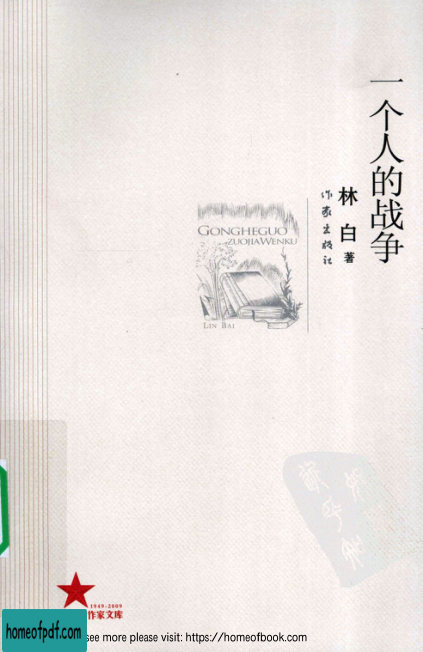 一个人的战争
林白 著
作家出版社
GONGHEGUO
ZUOJIAWENKU
LIN BAI
1949-2009
作家文库
homeofpdf.com
see more please visit: https://homeofbook.com